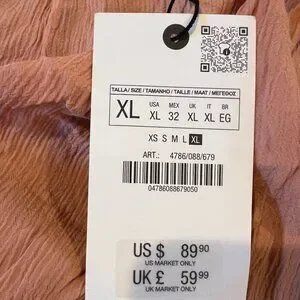 TALLA / SIZE / TAMANHO / TAILLE / MAAT / ΜΕΓΕΘΟΣ
USA MEX UK IT BR
XL XL 32 XL XL EG
XS S M L XL
ART.: 4786/088/679
04786088679050
US $ 89.90
US MARKET ONLY
UK £ 59.99
UK MARKET ONLY